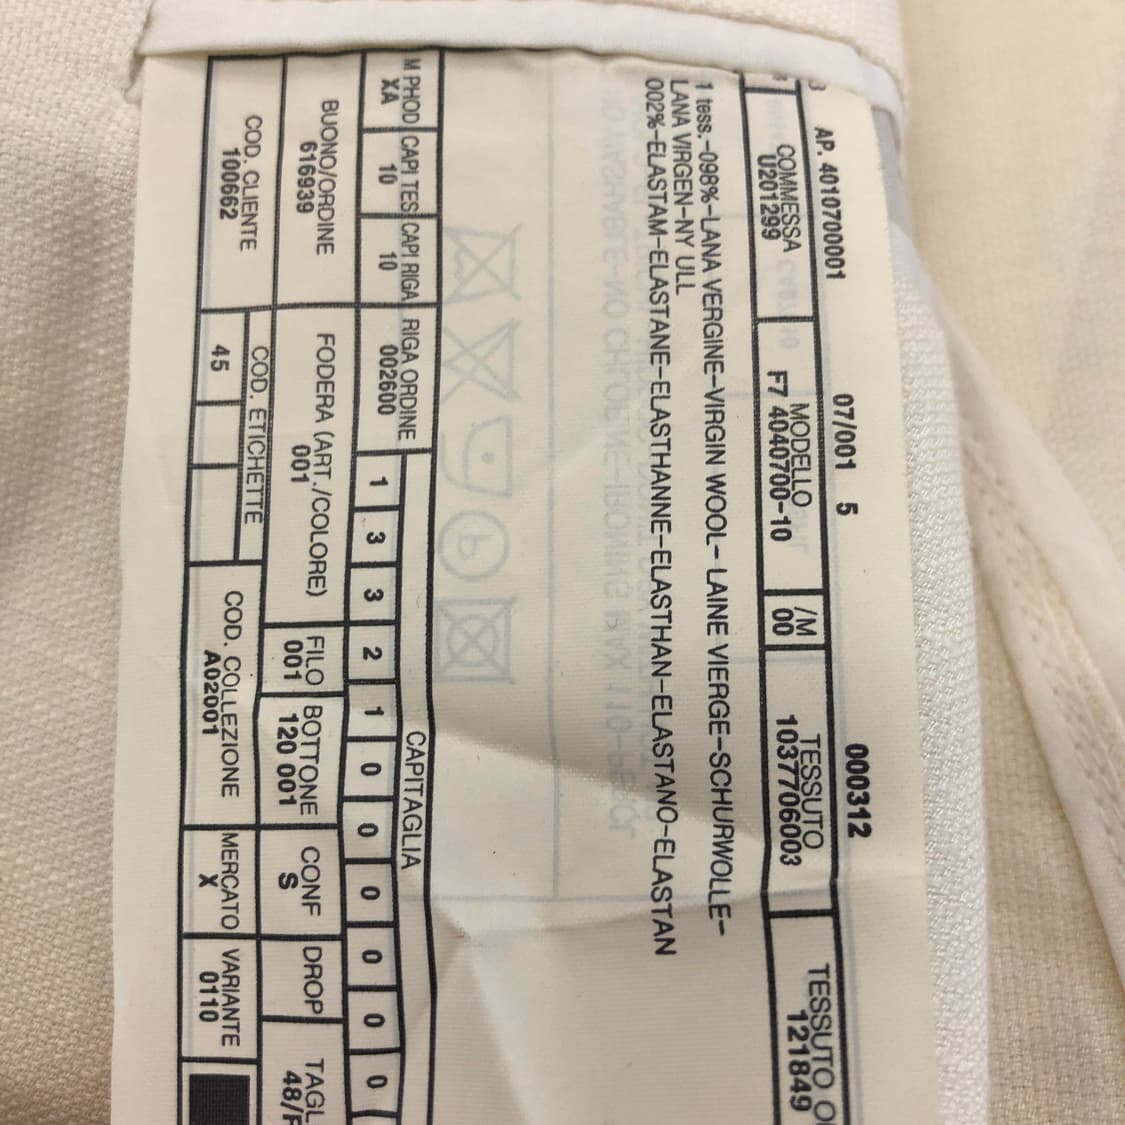 AP. 4010700001 07/001 5 000312
COMMESSA MODELLO /M TESSUTO TESSUTO
U201299 F7 4040700-10 00 1037706003 121849
1 tess.-098%-LANA VERGINE-VIRGIN WOOL- LAINE VIERGE-SCHURWOLLE-
LANA VIRGEN-NY ULL
002%-ELASTAM-ELASTANE-ELASTHANNE-ELASTHAN-ELASTANO-ELASTAN
M PHOD CAPI TES CAPI RIGA RIGA ORDINE CAPITAGLIA
XA 10 10 002600 1 3 3 2 1 0 0 0 0 0 0
BUONO/ORDINE FODERA (ART./COLORE) FILO BOTTONE CONF DROP TAGL
616939 001 001 120 001 S 48/
COD. CLIENTE COD. ETICHETTE COD. COLLEZIONE MERCATO VARIANTE
100662 45 A02001 X 0110